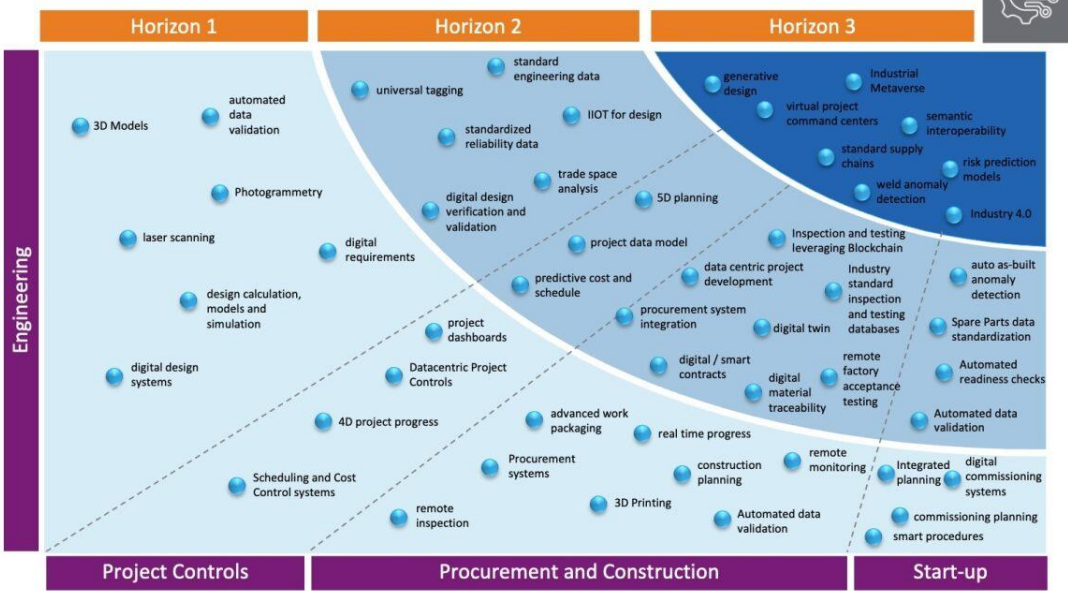 Horizon 1
Horizon 2
Horizon 3
Engineering
3D Models
automated
data
validation
Photogrammetry
laser scanning
digital
requirements
design calculation,
models and
simulation
digital design
systems
universal tagging
standard
engineering data
IIOT for design
standardized
reliability data
trade space
analysis
digital design
verification and
validation
generative
design
Industrial
Metaverse
virtual project
command centers
semantic
interoperability
standard supply
chains
risk prediction
models
weld anomaly
detection
Industry 4.0
5D planning
project data model
predictive cost and
schedule
project
dashboards
Datacentric Project
Controls
4D project progress
Scheduling and Cost
Control systems
Inspection and testing
leveraging Blockchain
data centric project
development
Industry
standard
inspection
and testing
databases
procurement system
integration
digital twin
digital / smart
contracts
digital
material
traceability
remote
factory
acceptance
testing
auto as-built
anomaly
detection
Spare Parts data
standardization
Automated
readiness checks
Automated data
validation
advanced work
packaging
real time progress
Procurement
systems
construction
planning
remote
monitoring
3D Printing
remote
inspection
Automated data
validation
Integrated
planning
digital
commissioning
systems
commissioning planning
smart procedures
Project Controls
Procurement and Construction
Start-up